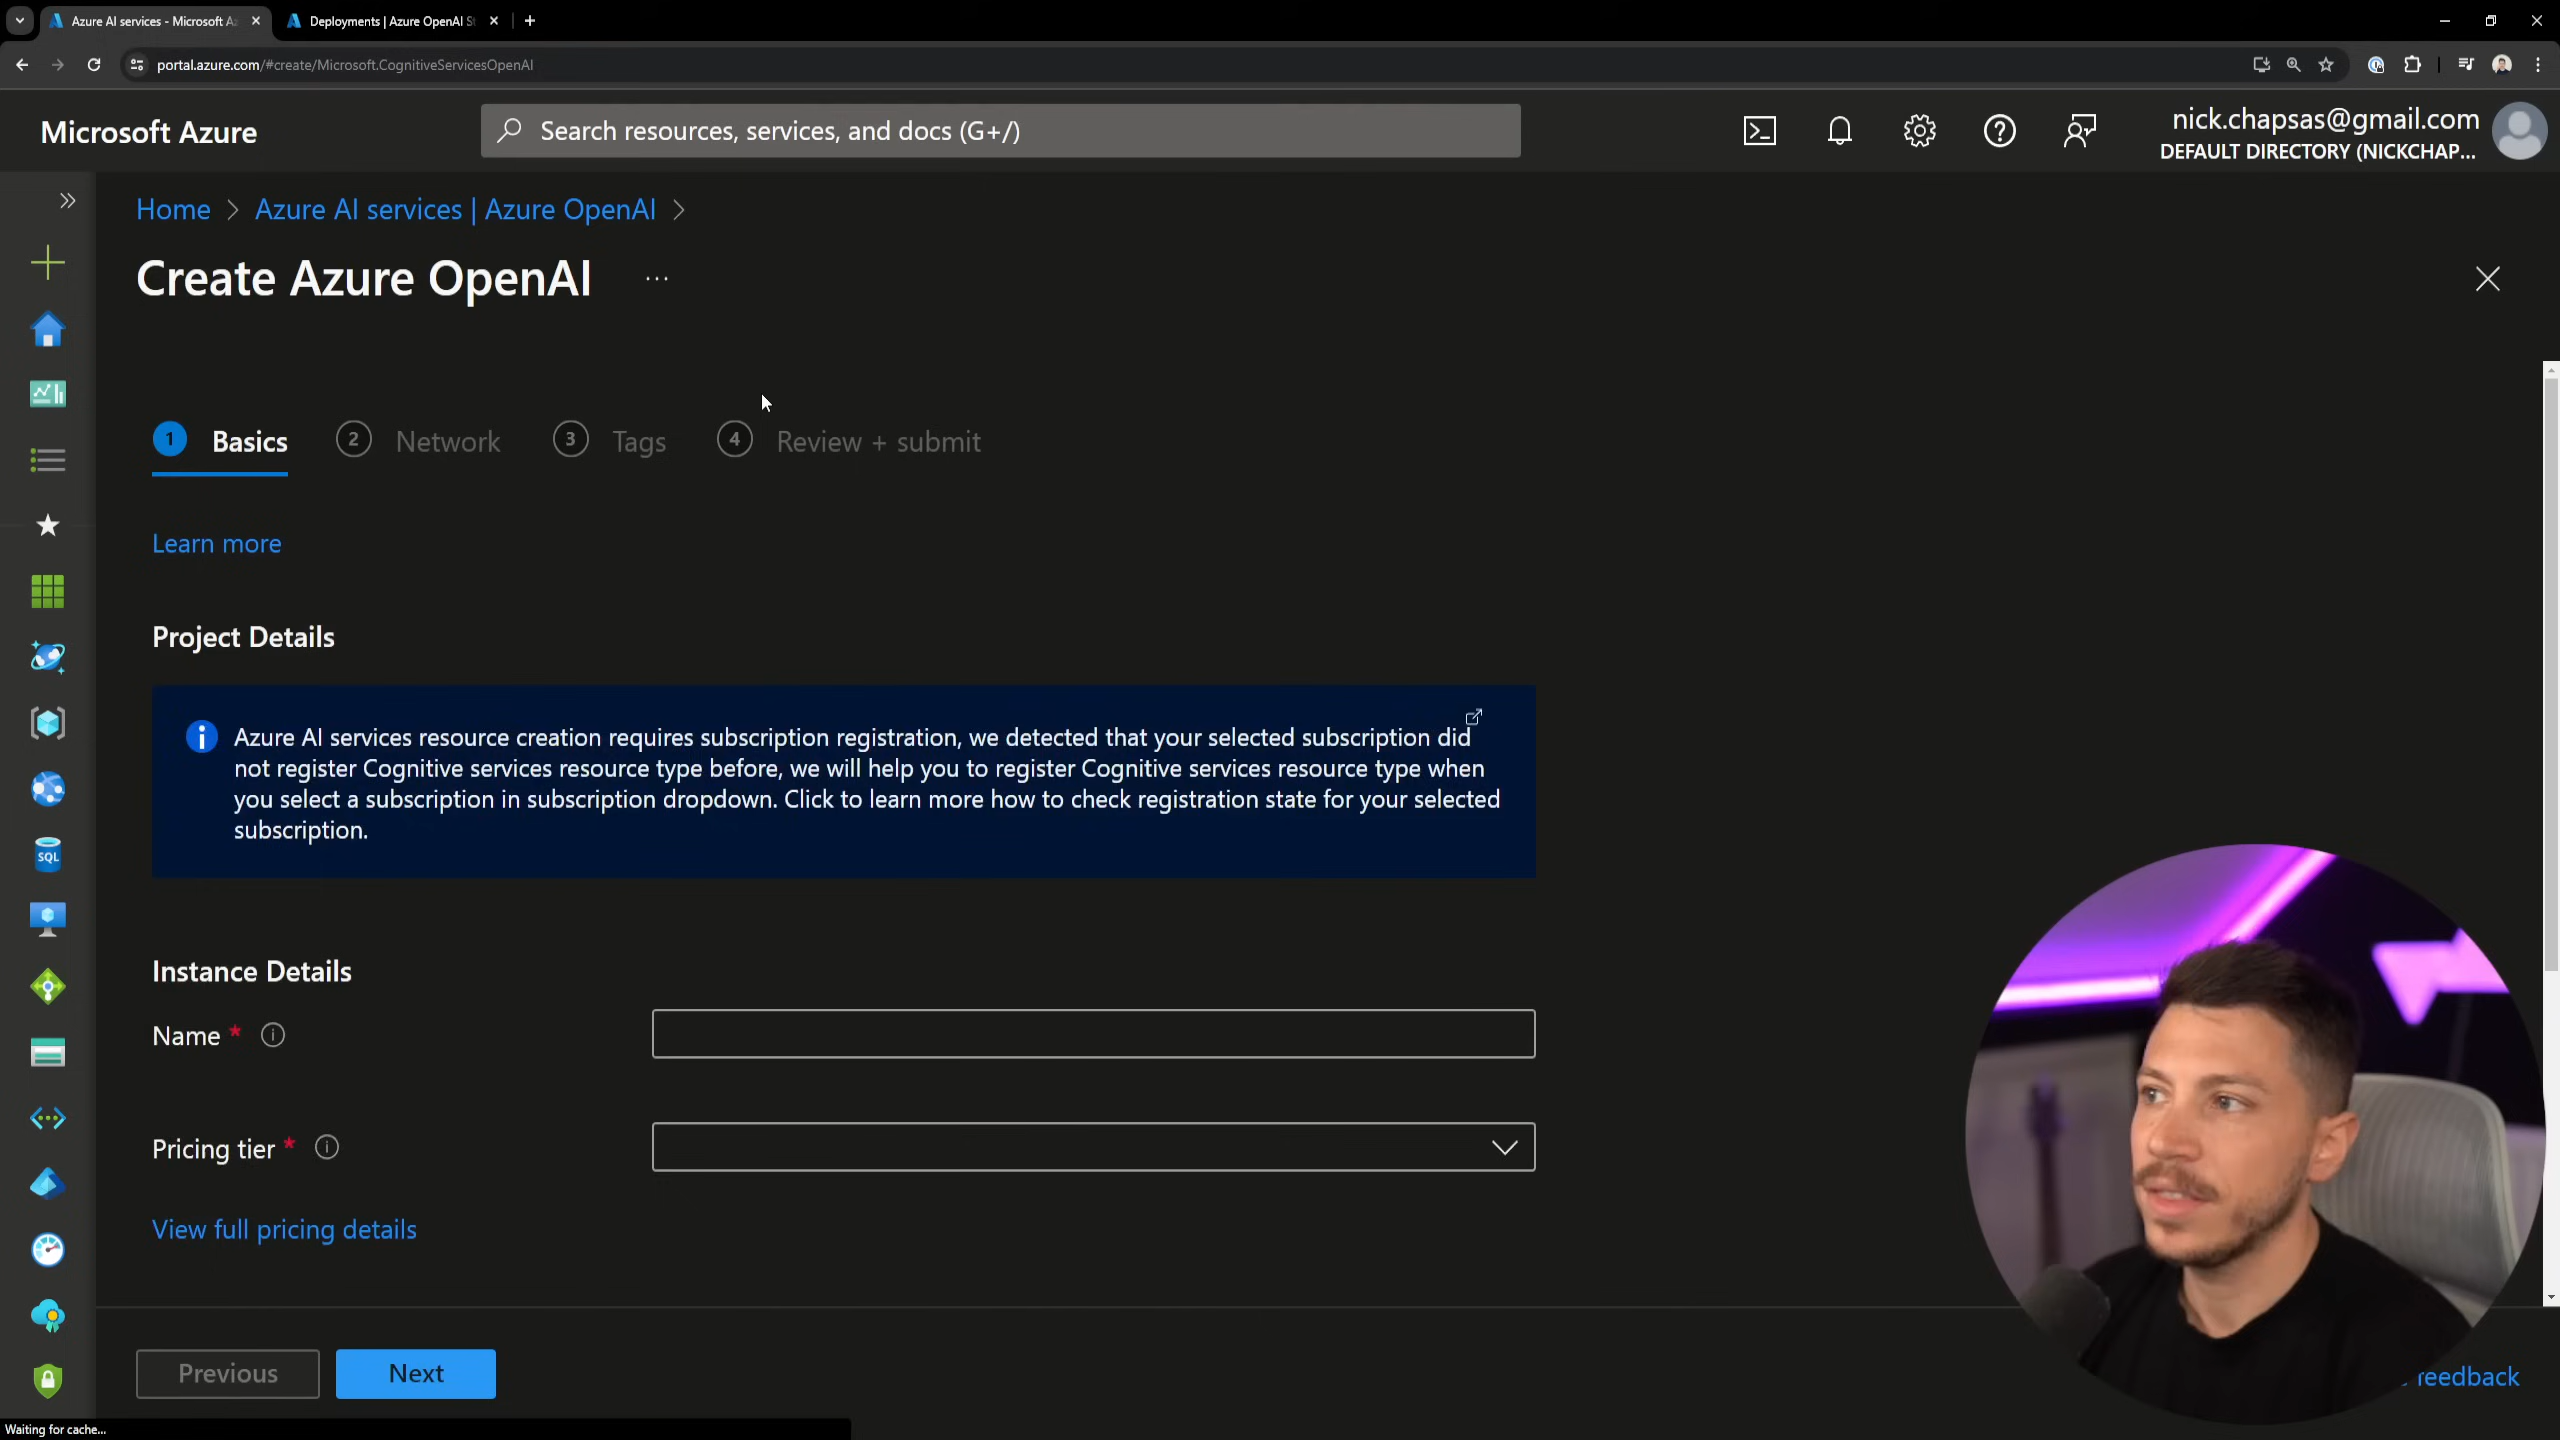 Azure AI services - Microsoft Az
Deployments | Azure OpenAI St
portal.azure.com/#create/Microsoft.CognitiveServicesOpenAI
Microsoft Azure
Search resources, services, and docs (G+/)
nick.chapsas@gmail.com
DEFAULT DIRECTORY (NICKCHAP...
Home
Azure AI services | Azure OpenAI
Create Azure OpenAI
...
1 Basics
2 Network
3 Tags
4 Review + submit
Learn more
Project Details
Azure AI services resource creation requires subscription registration, we detected that your selected subscription did
not register Cognitive services resource type before, we will help you to register Cognitive services resource type when
you select a subscription in subscription dropdown. Click to learn more how to check registration state for your selected
subscription.
Instance Details
Name *
Pricing tier *
View full pricing details
SQL
Previous
Next
feedback
Waiting for cache...